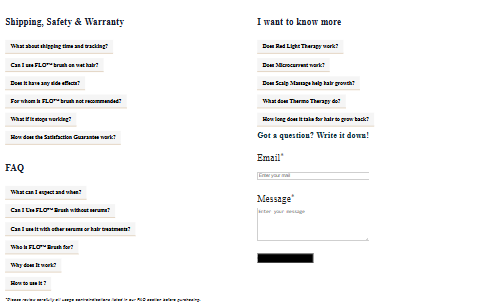 Shipping, Safety & Warranty
What about shipping time and tracking?
Can I use FLO™ brush on wet hair?
Does it have any side effects?
For whom is FLO™ brush not recommended?
What if it stops working?
How does the Satisfaction Guarantee work?
FAQ
What can I expect and when?
Can I Use FLO™ Brush without serums?
Can I use it with other serums or hair treatments?
Who is FLO™ Brush for?
Why does It work?
How to use it ?
*Please review carefully all usage contraindications listed in our FAQ section before purchasing.
I want to know more
Does Red Light Therapy work?
Does Microcurrent work?
Does Scalp Massage help hair growth?
What does Thermo Therapy do?
How long does it take for hair to grow back?
Got a question? Write it down!
Email*
Enter your mail
Message*
Enter your message